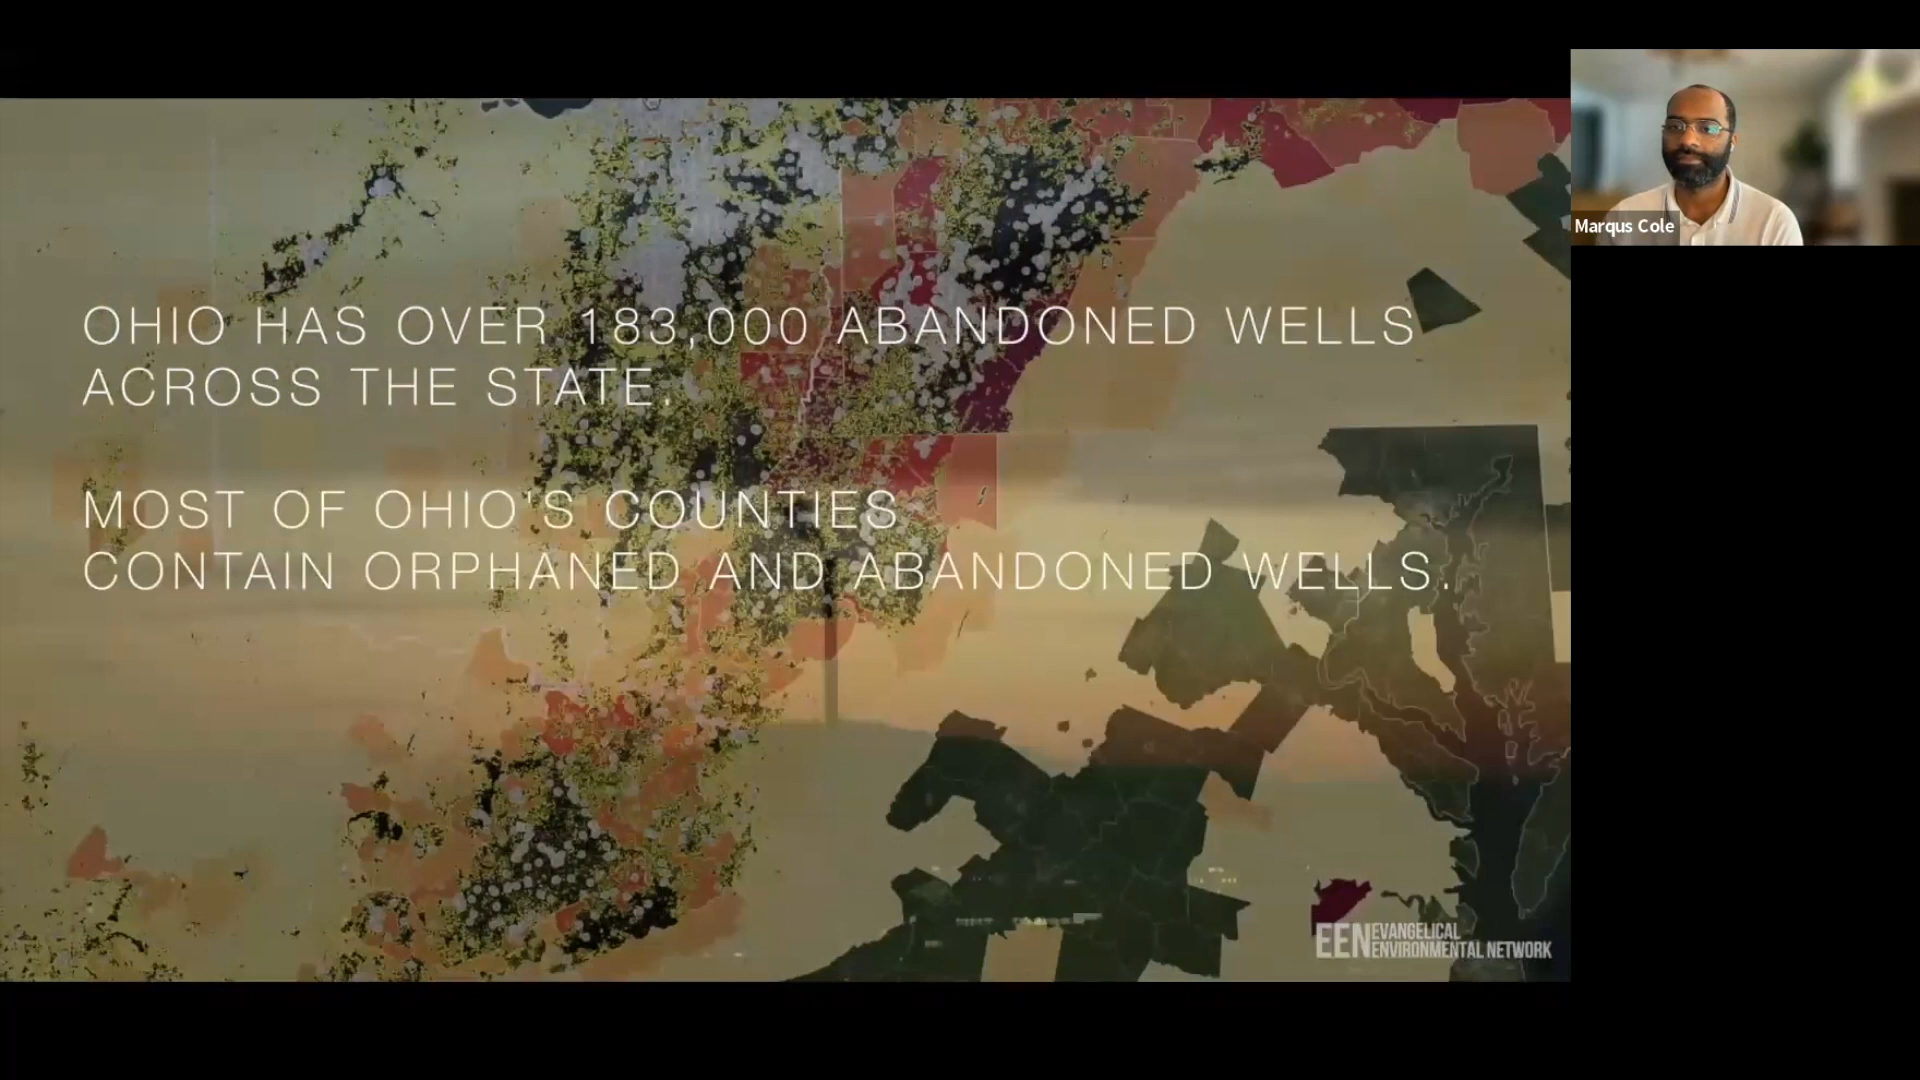 OHIO HAS OVER 183,000 ABANDONED WELLS
ACROSS THE STATE.
MOST OF OHIO'S COUNTIES
CONTAIN ORPHANED AND ABANDONED WELLS.
Marqus Cole
EEN EVANGELICAL
ENVIRONMENTAL NETWORK